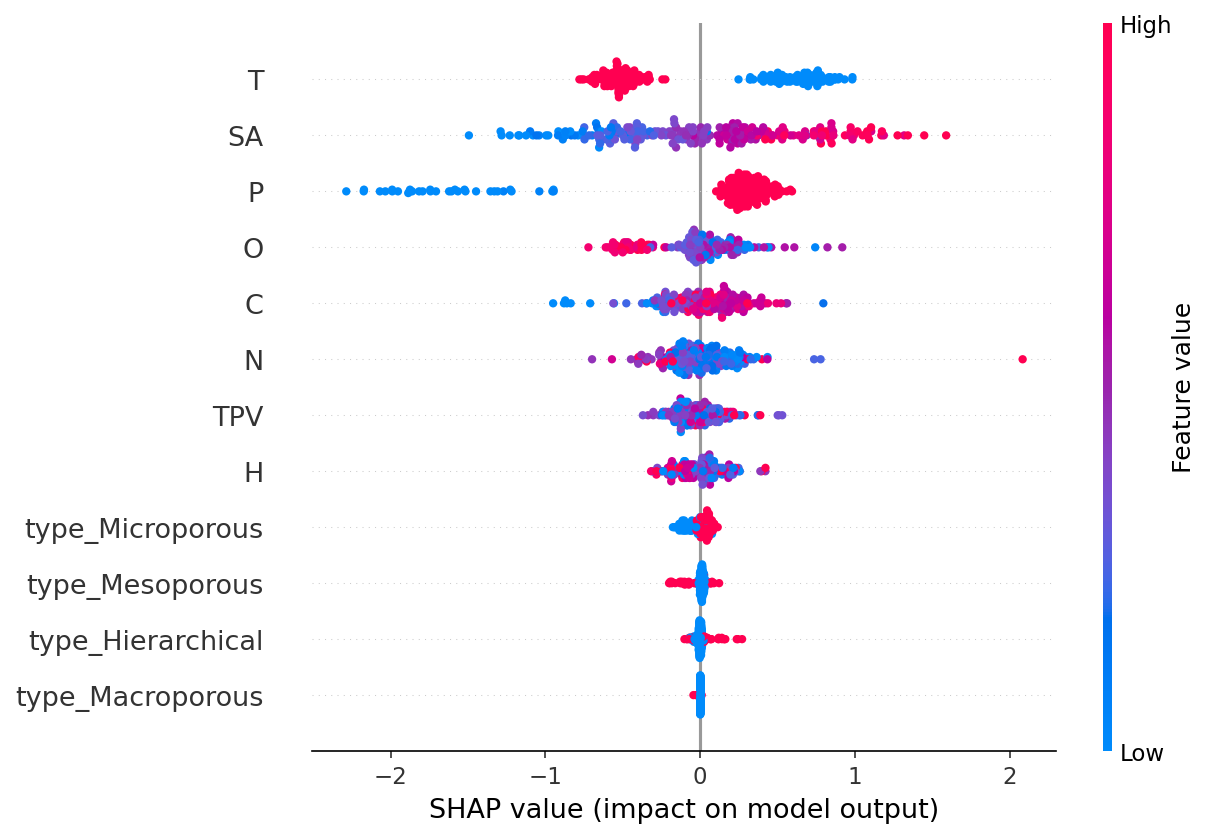 High
T
SA
P
O
C
N
TPV
H
type_Microporous
type_Mesoporous
type_Hierarchical
type_Macroporous
Feature value
Low
−2 −1 0 1 2
SHAP value (impact on model output)